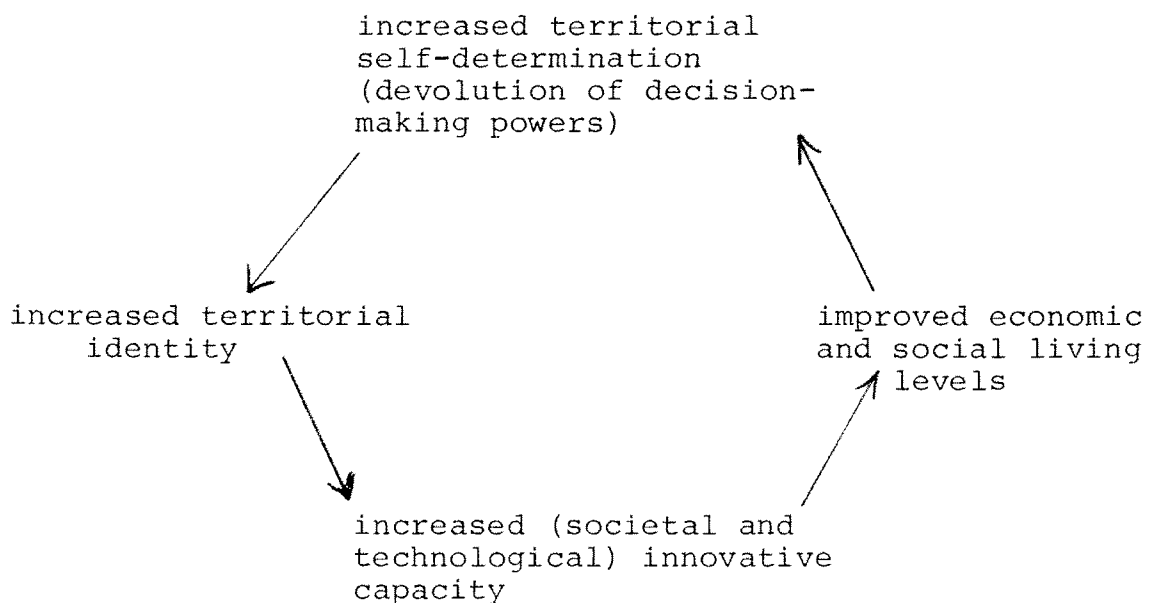 increased territorial
self-determination
(devolution of decision-
making powers)
increased territorial
identity
improved economic
and social living
levels
increased (societal and
technological) innovative
capacity